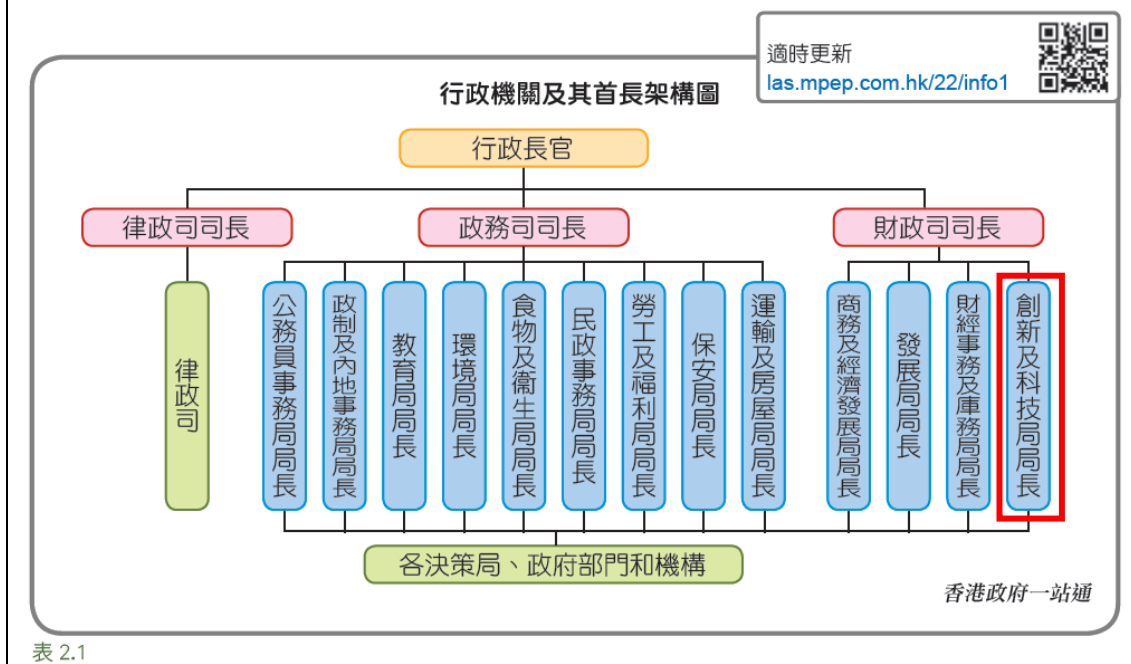 適時更新
las.mpep.com.hk/22/info1
行政機關及其首長架構圖
行政長官
律政司司長
政務司司長
財政司司長
律政司
公務員事務局局長
政制及內地事務局局長
教育局局長
環境局局長
食物及衞生局局長
民政事務局局長
勞工及福利局局長
保安局局長
運輸及房屋局局長
商務及經濟發展局局長
發展局局長
財經事務及庫務局局長
創新及科技局局長
各決策局、政府部門和機構
香港政府一站通
表 2.1